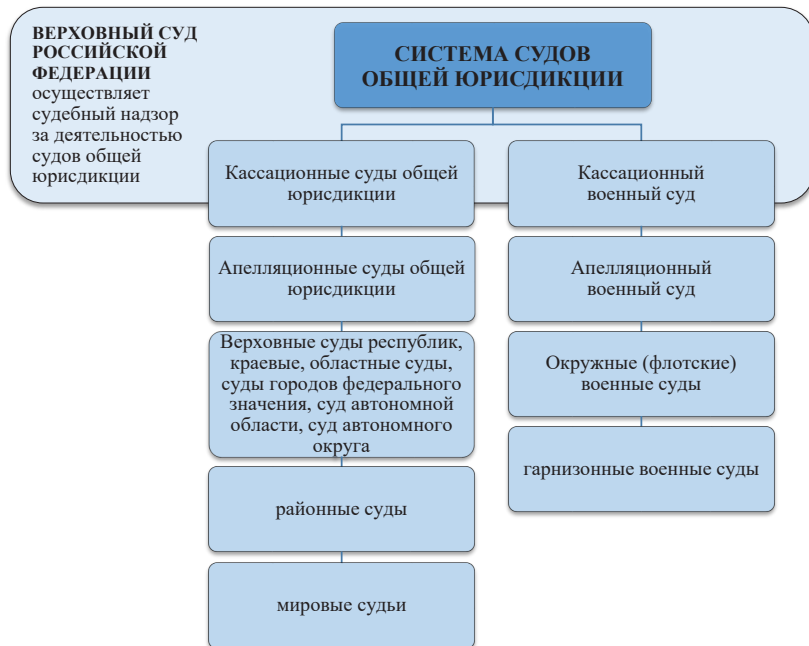 ВЕРХОВНЫЙ СУД
РОССИЙСКОЙ
ФЕДЕРАЦИИ
осуществляет
судебный надзор
за деятельностью
судов общей
юрисдикции
СИСТЕМА СУДОВ
ОБЩЕЙ ЮРИСДИКЦИИ
Кассационные суды общей
юрисдикции
Апелляционные суды общей
юрисдикции
Верховные суды республик,
краевые, областные суды,
суды городов федерального
значения, суд автономной
области, суд автономного
округа
районные суды
мировые судьи
Кассационный
военный суд
Апелляционный
военный суд
Окружные (флотские)
военные суды
гарнизонные военные суды